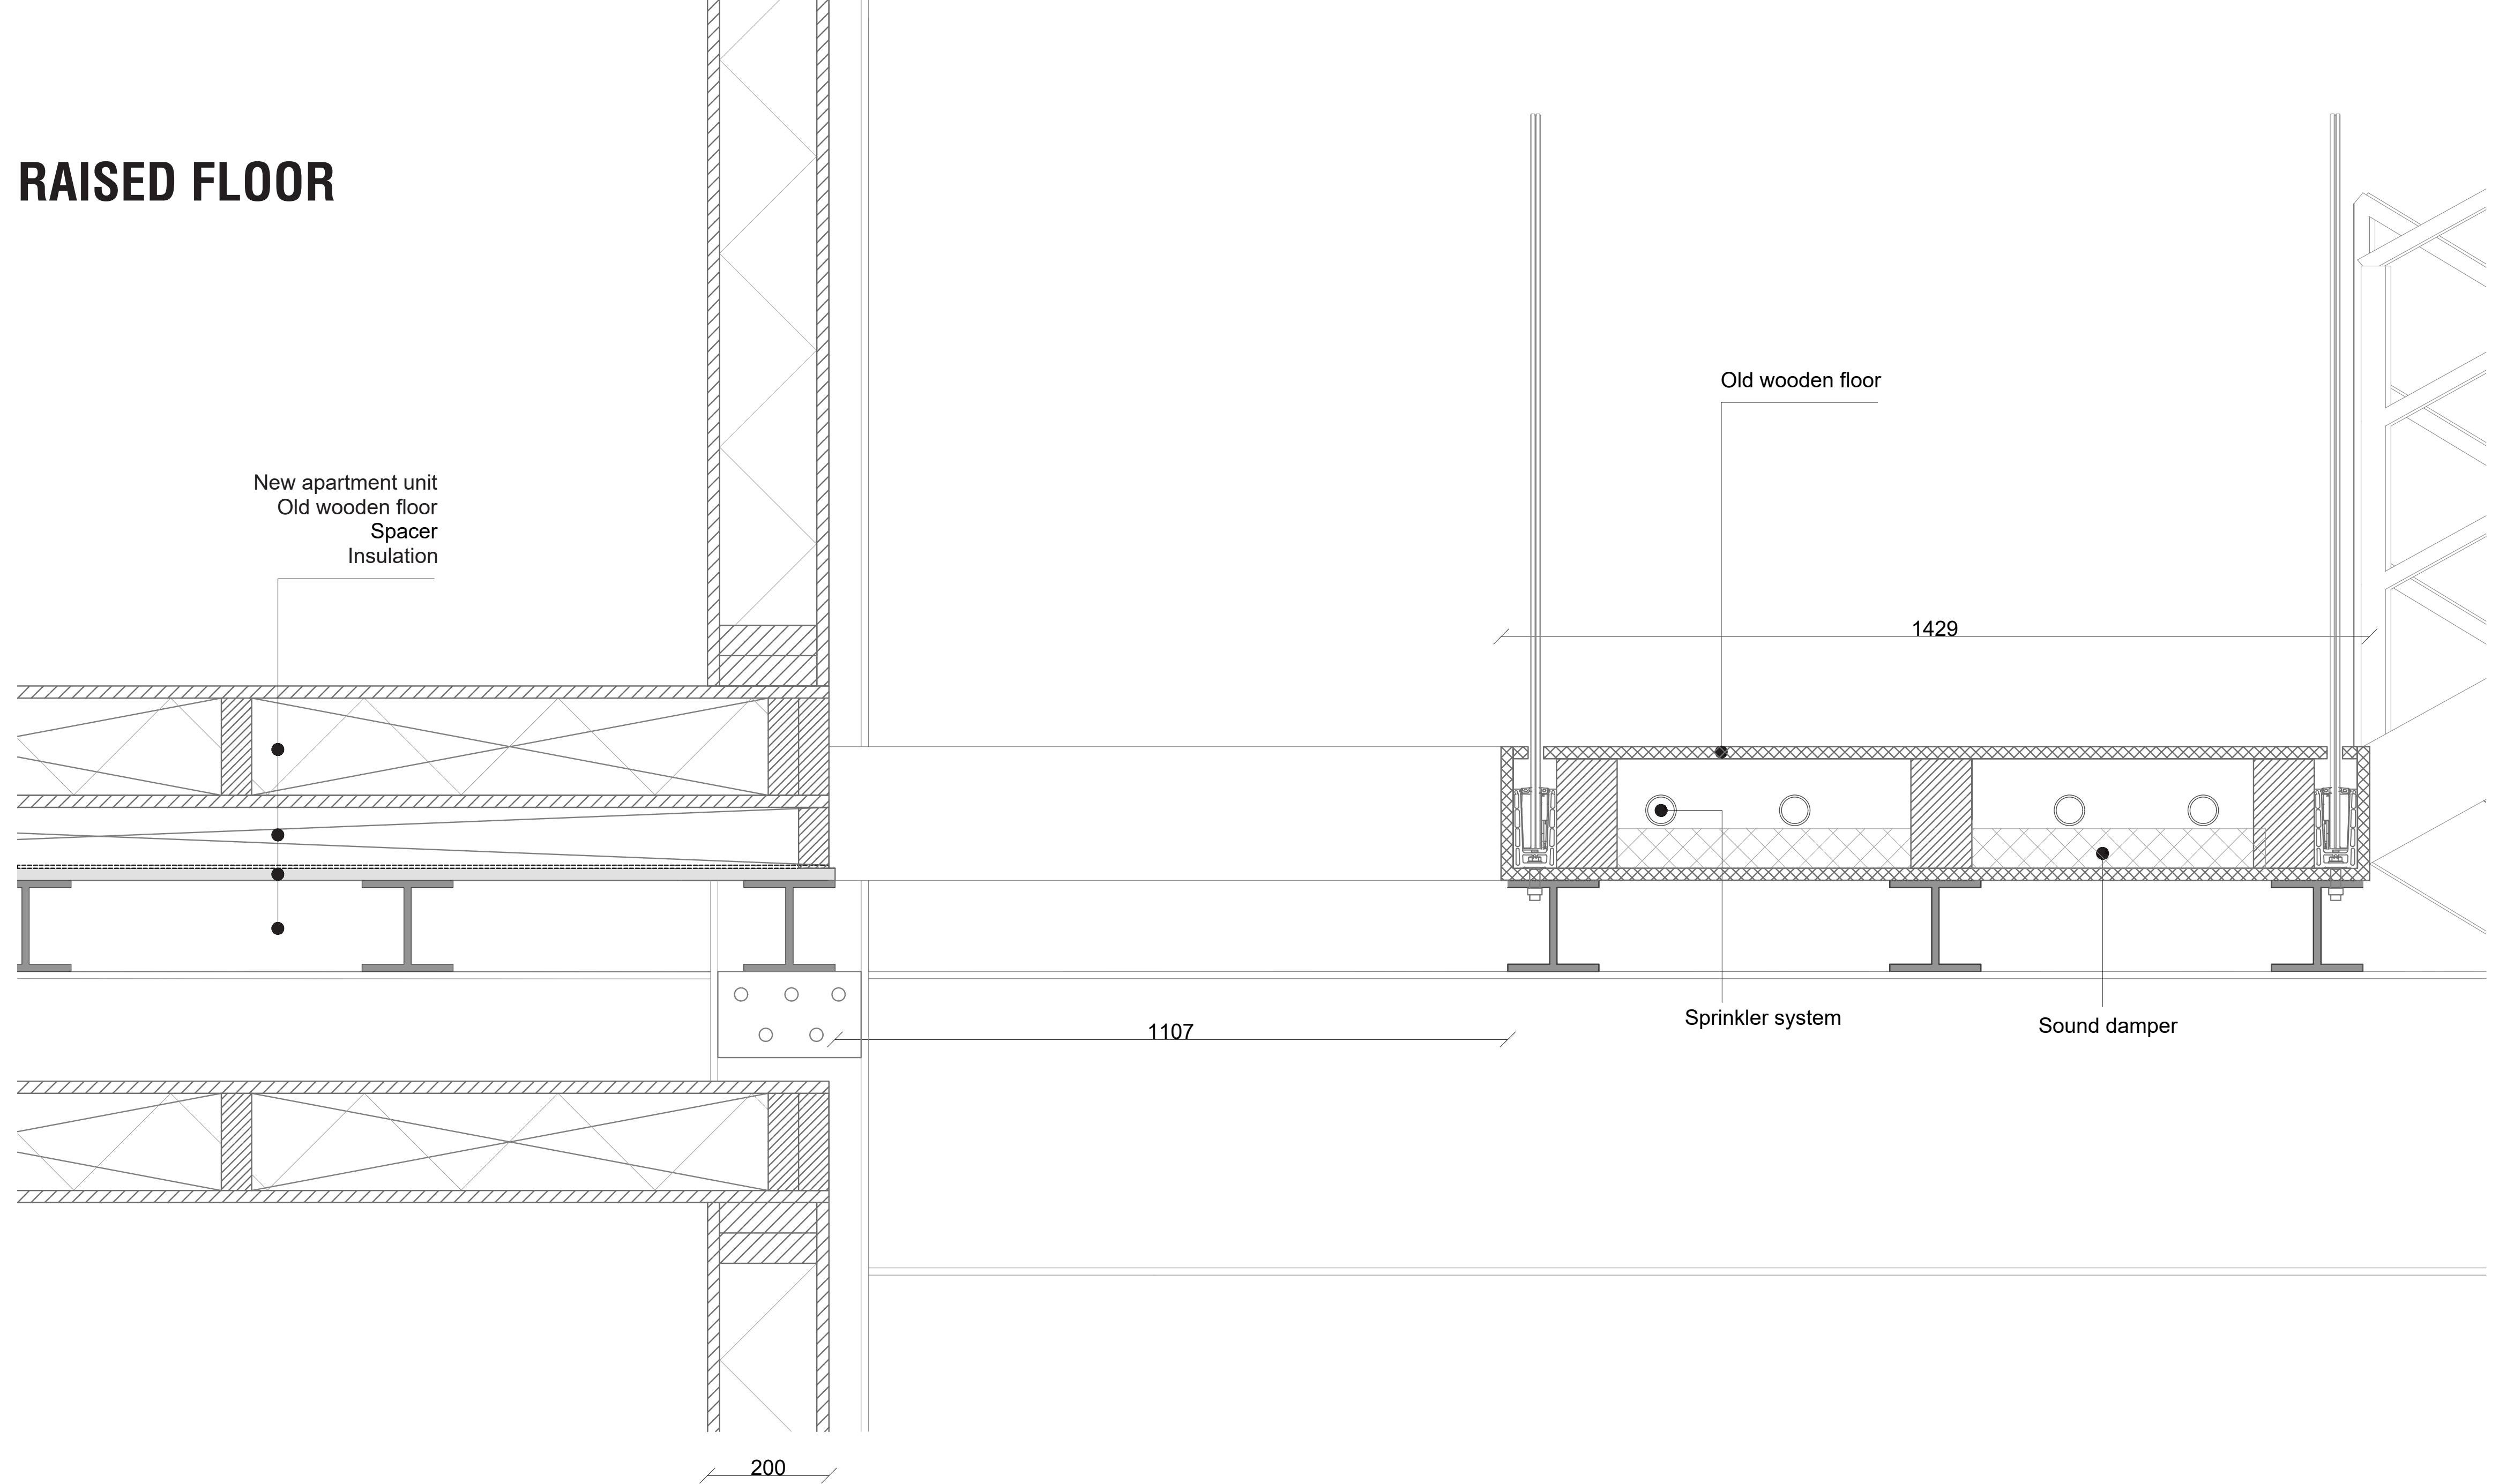 RAISED FLOOR
Old wooden floor
New apartment unit
Old wooden floor
Spacer
Insulation
1429
Sprinkler system
Sound damper
1107
200